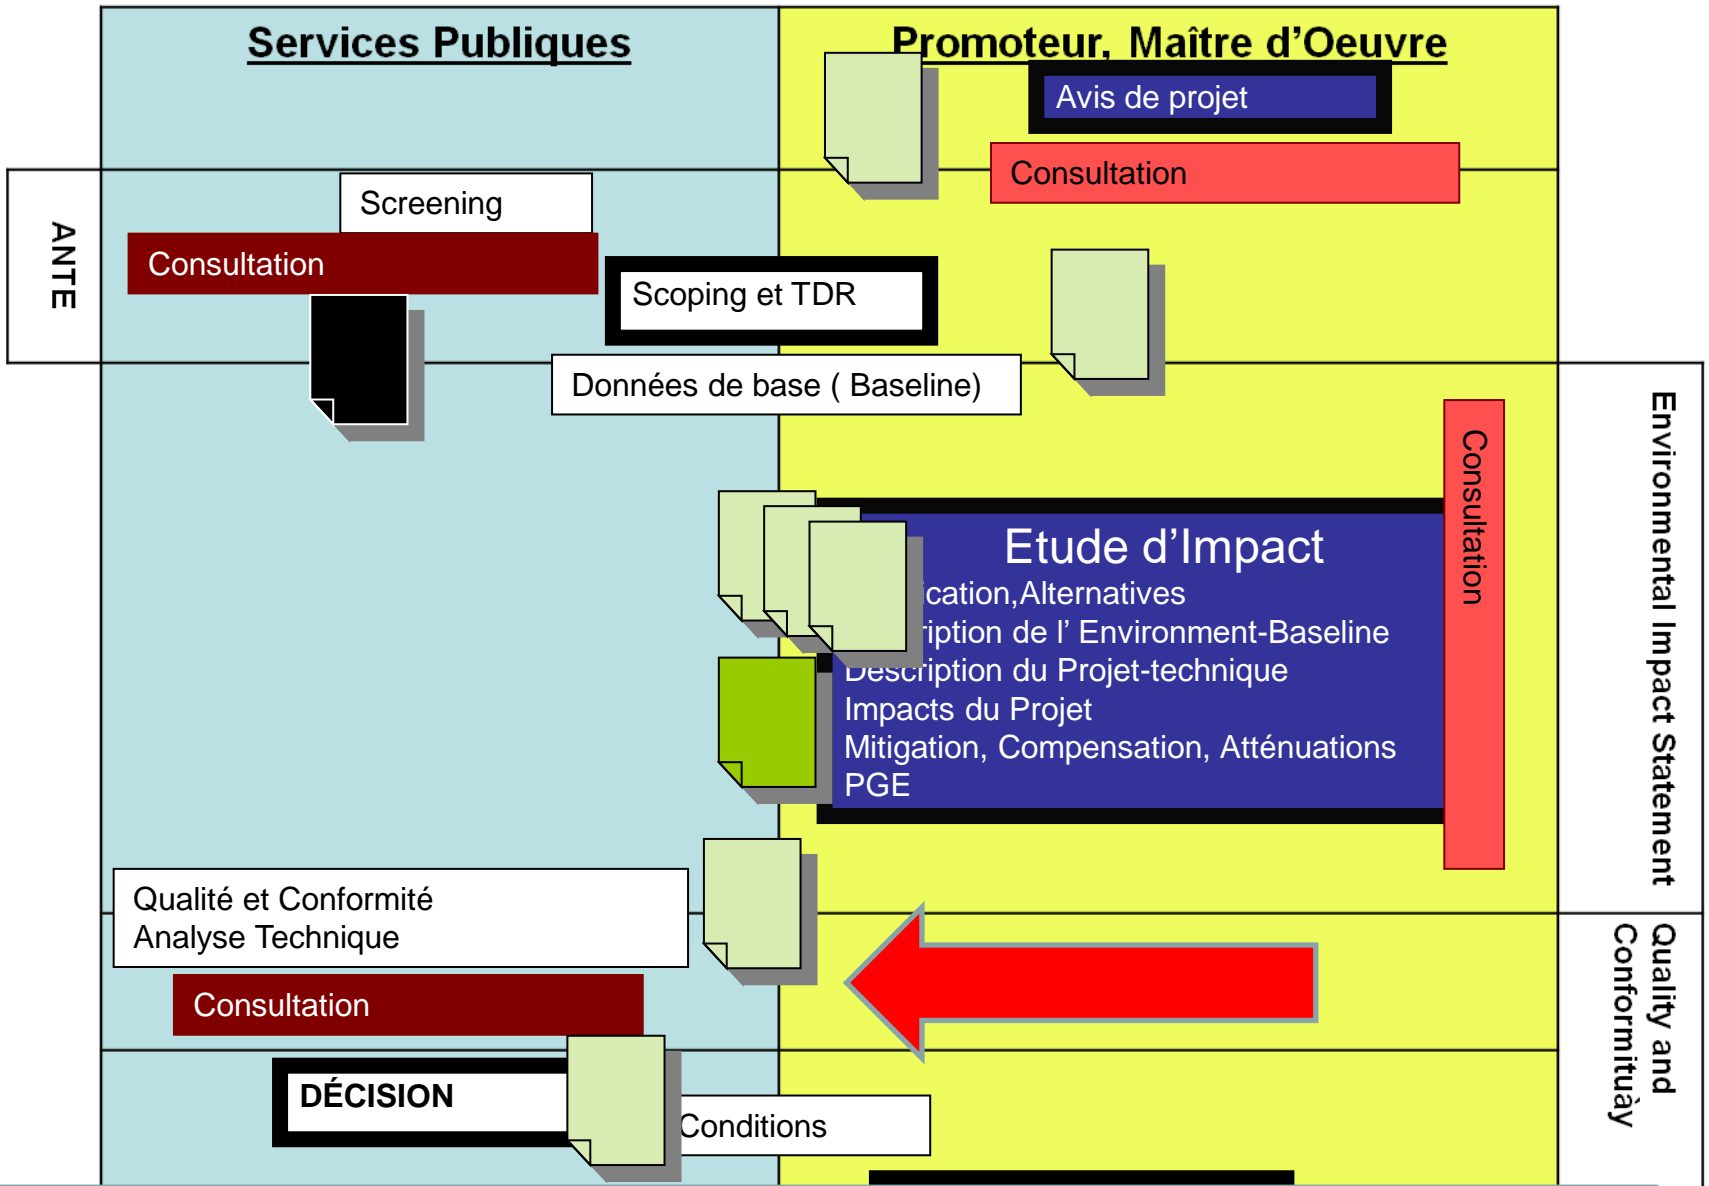 Services Publiques
Promoteur, Maître d'Oeuvre
Avis de projet
Consultation
ANTE
Screening
Consultation
Scoping et TDR
Données de base ( Baseline)
Environmental Impact Statement
Consultation
Etude d'Impact
ication,Alternatives
ription de l' Environment-Baseline
Description du Projet-technique
Impacts du Projet
Mitigation, Compensation, Atténuations
PGE
Qualité et Conformité
Analyse Technique
Consultation
Quality and
Conformituày
DÉCISION
Conditions